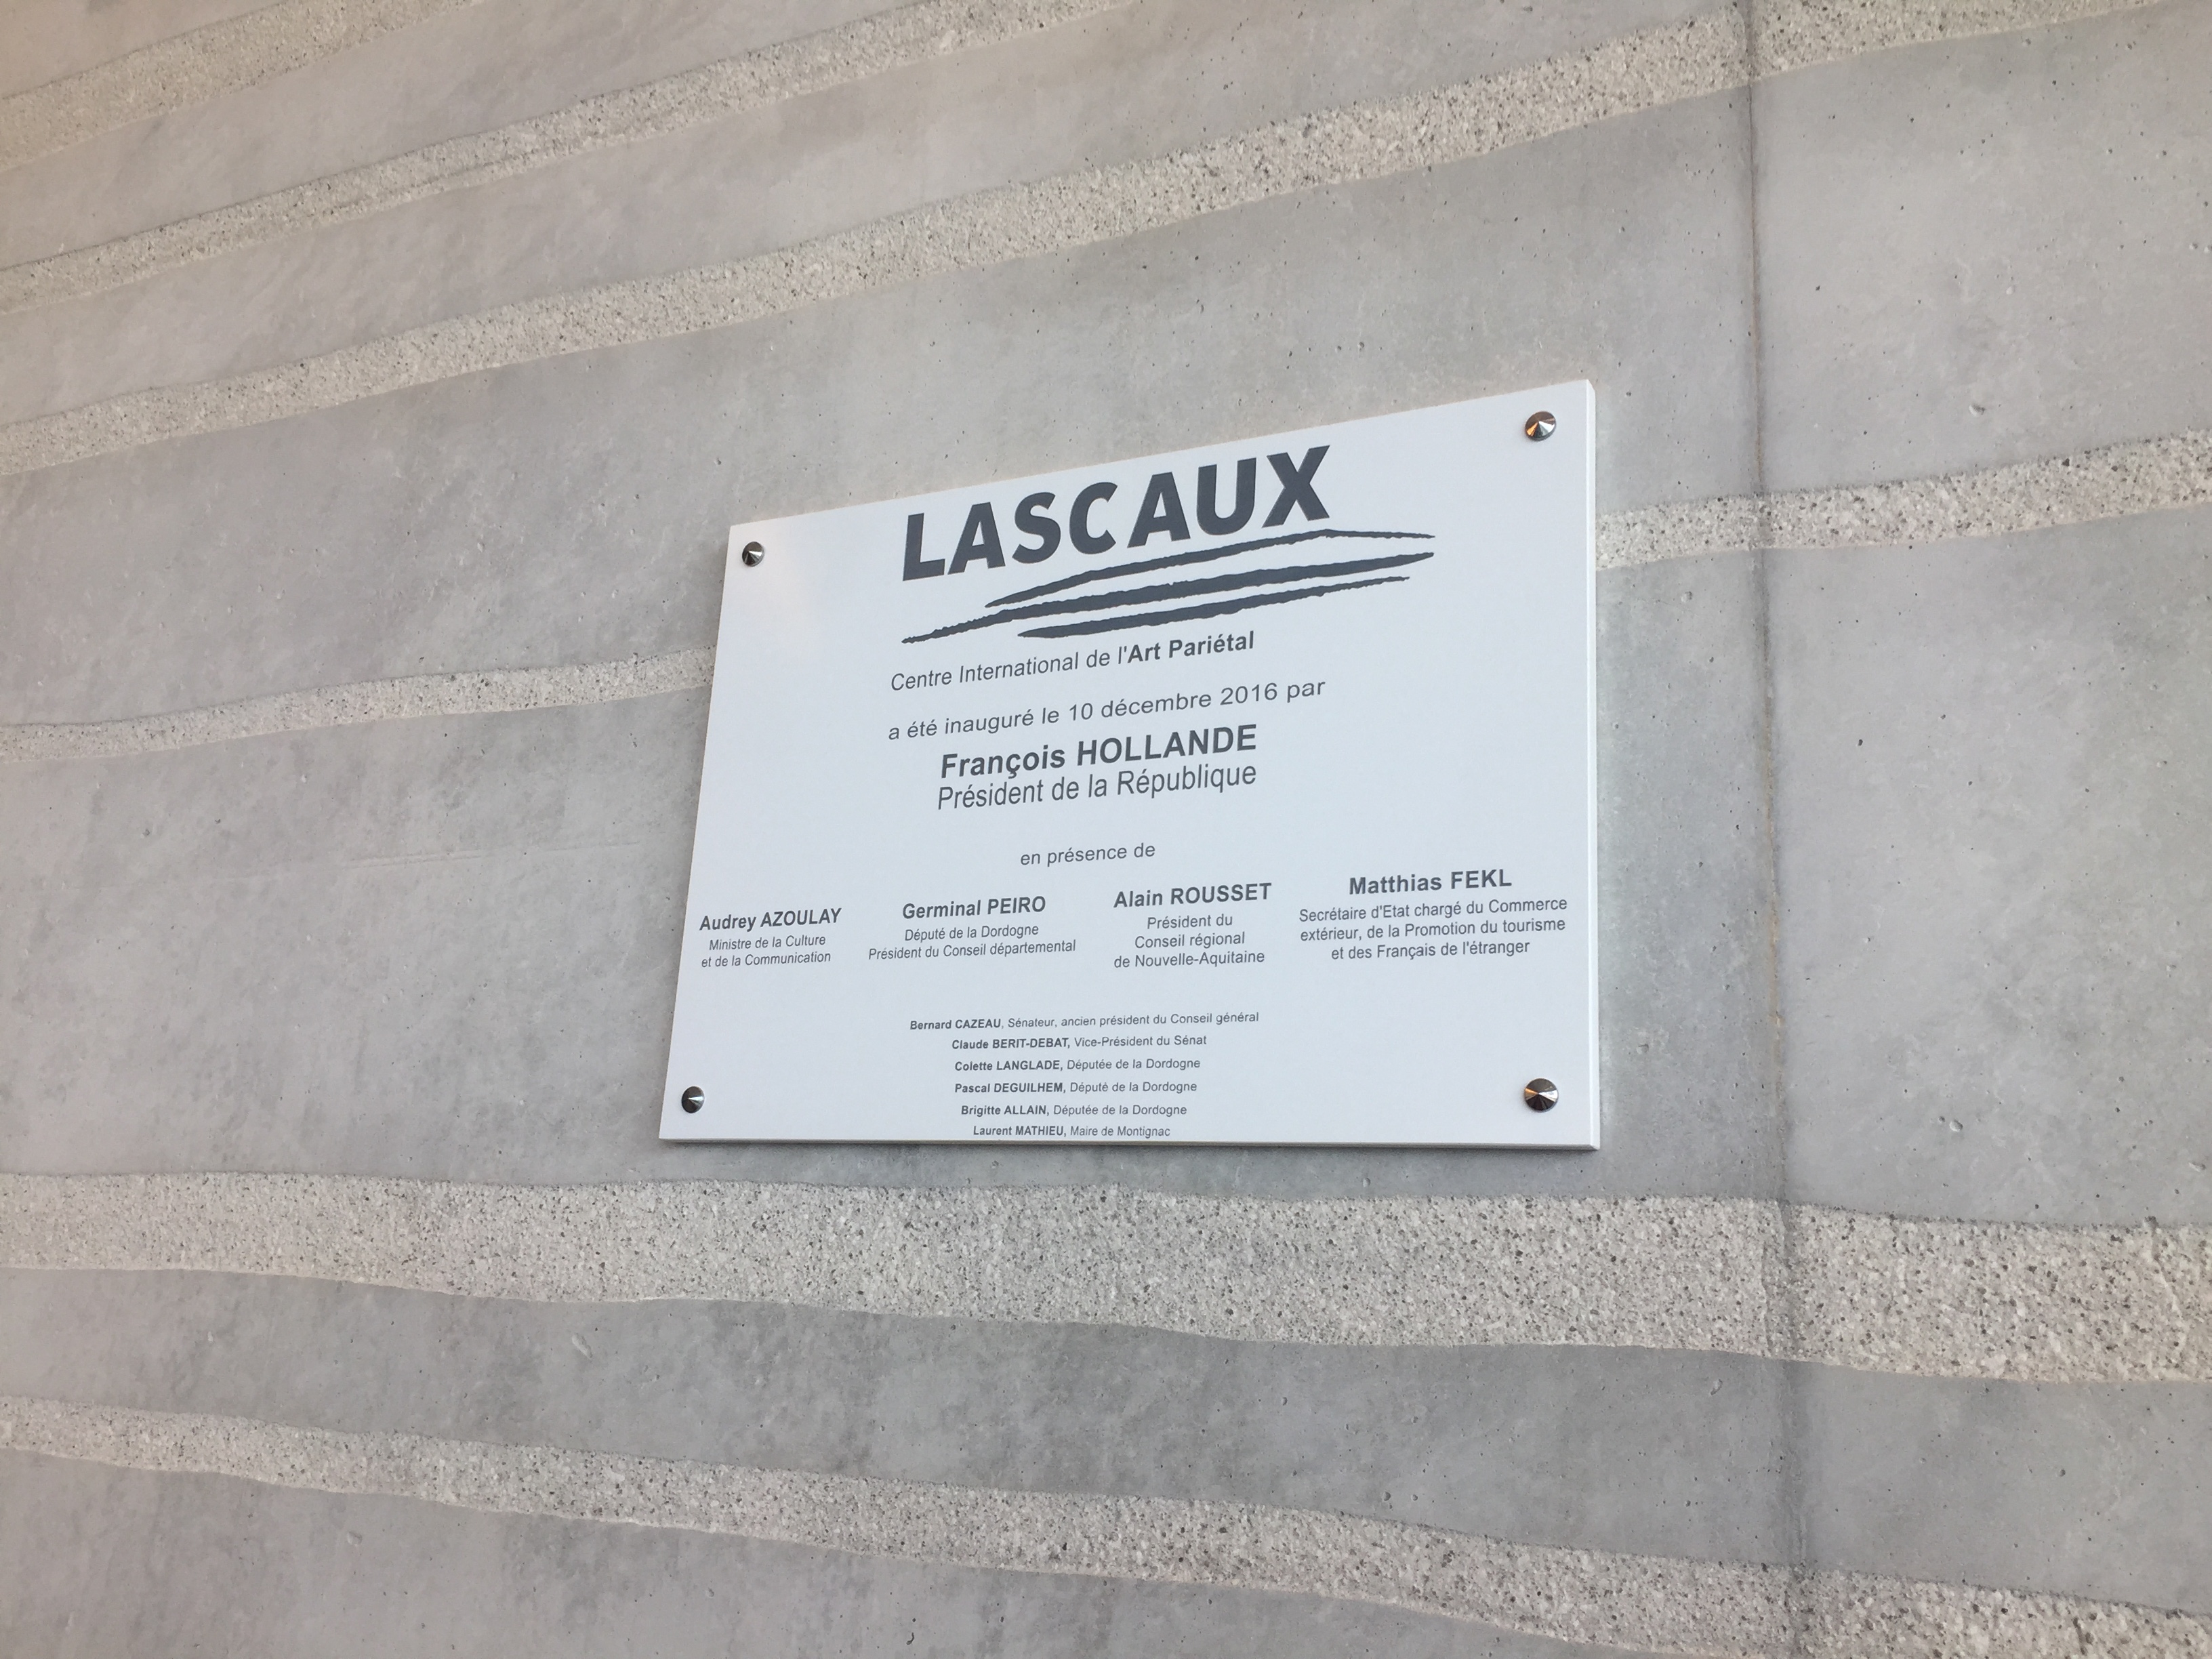 LASCAUX
Centre International de l'Art Pariétal
a été inauguré le 10 décembre 2016 par
François HOLLANDE
Président de la République
en présence de
Audrey AZOULAY
Ministre de la Culture
et de la Communication
Germinal PEIRO
Député de la Dordogne
Président du Conseil départemental
Alain ROUSSET
Président du
Conseil régional
de Nouvelle-Aquitaine
Matthias FEKL
Secrétaire d'Etat chargé du Commerce
extérieur, de la Promotion du tourisme
et des Français de l'étranger
Bernard CAZEAU, Sénateur, ancien président du Conseil général
Claude BERIT-DEBAT, Vice-Président du Sénat
Colette LANGLADE, Députée de la Dordogne
Pascal DEGUILHEM, Député de la Dordogne
Brigitte ALLAIN, Députée de la Dordogne
Laurent MATHIEU, Maire de Montignac